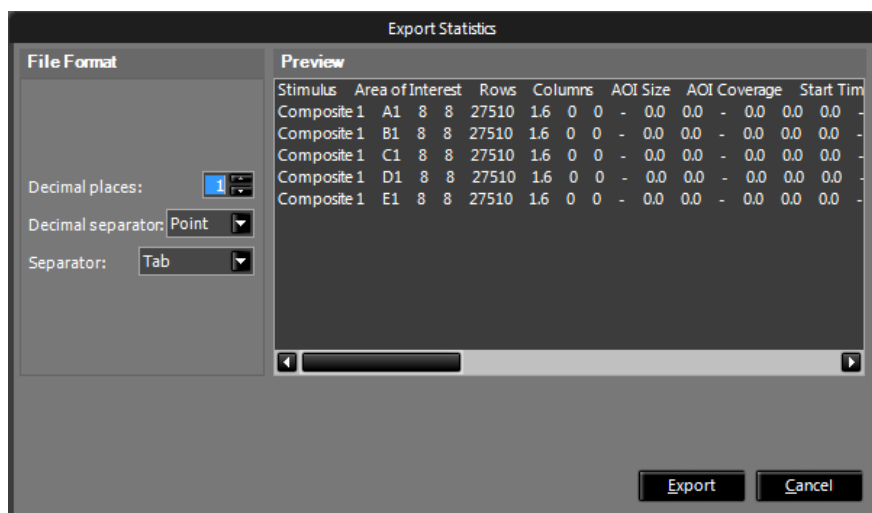 Export Statistics
File Format
Decimal places: 1
Decimal separator: Point
Separator: Tab
Preview
Stimulus Area of Interest Rows Columns AOI Size AOI Coverage Start Tim
Composite 1 A1 8 8 27510 1.6 0 0 - 0.0 0.0 - 0.0 0.0 0.0 -
Composite 1 B1 8 8 27510 1.6 0 0 - 0.0 0.0 - 0.0 0.0 0.0 -
Composite 1 C1 8 8 27510 1.6 0 0 - 0.0 0.0 - 0.0 0.0 0.0 -
Composite 1 D1 8 8 27510 1.6 0 0 - 0.0 0.0 - 0.0 0.0 0.0 -
Composite 1 E1 8 8 27510 1.6 0 0 - 0.0 0.0 - 0.0 0.0 0.0 -
Export Cancel